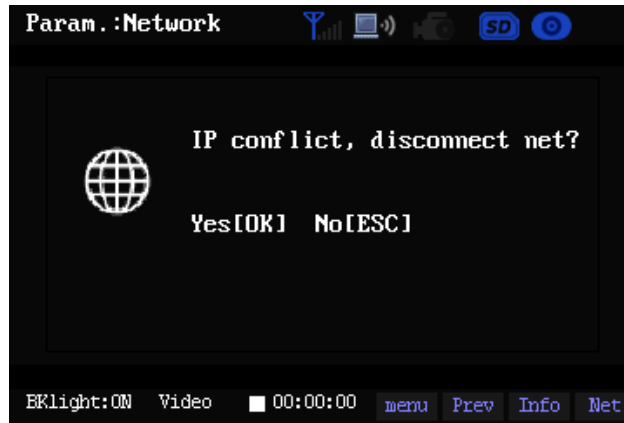 Param.:Network SD
IP conflict, disconnect net?
Yes[OK] No[ESC]
BKlight:ON Video 00:00:00 menu Prev Info Net